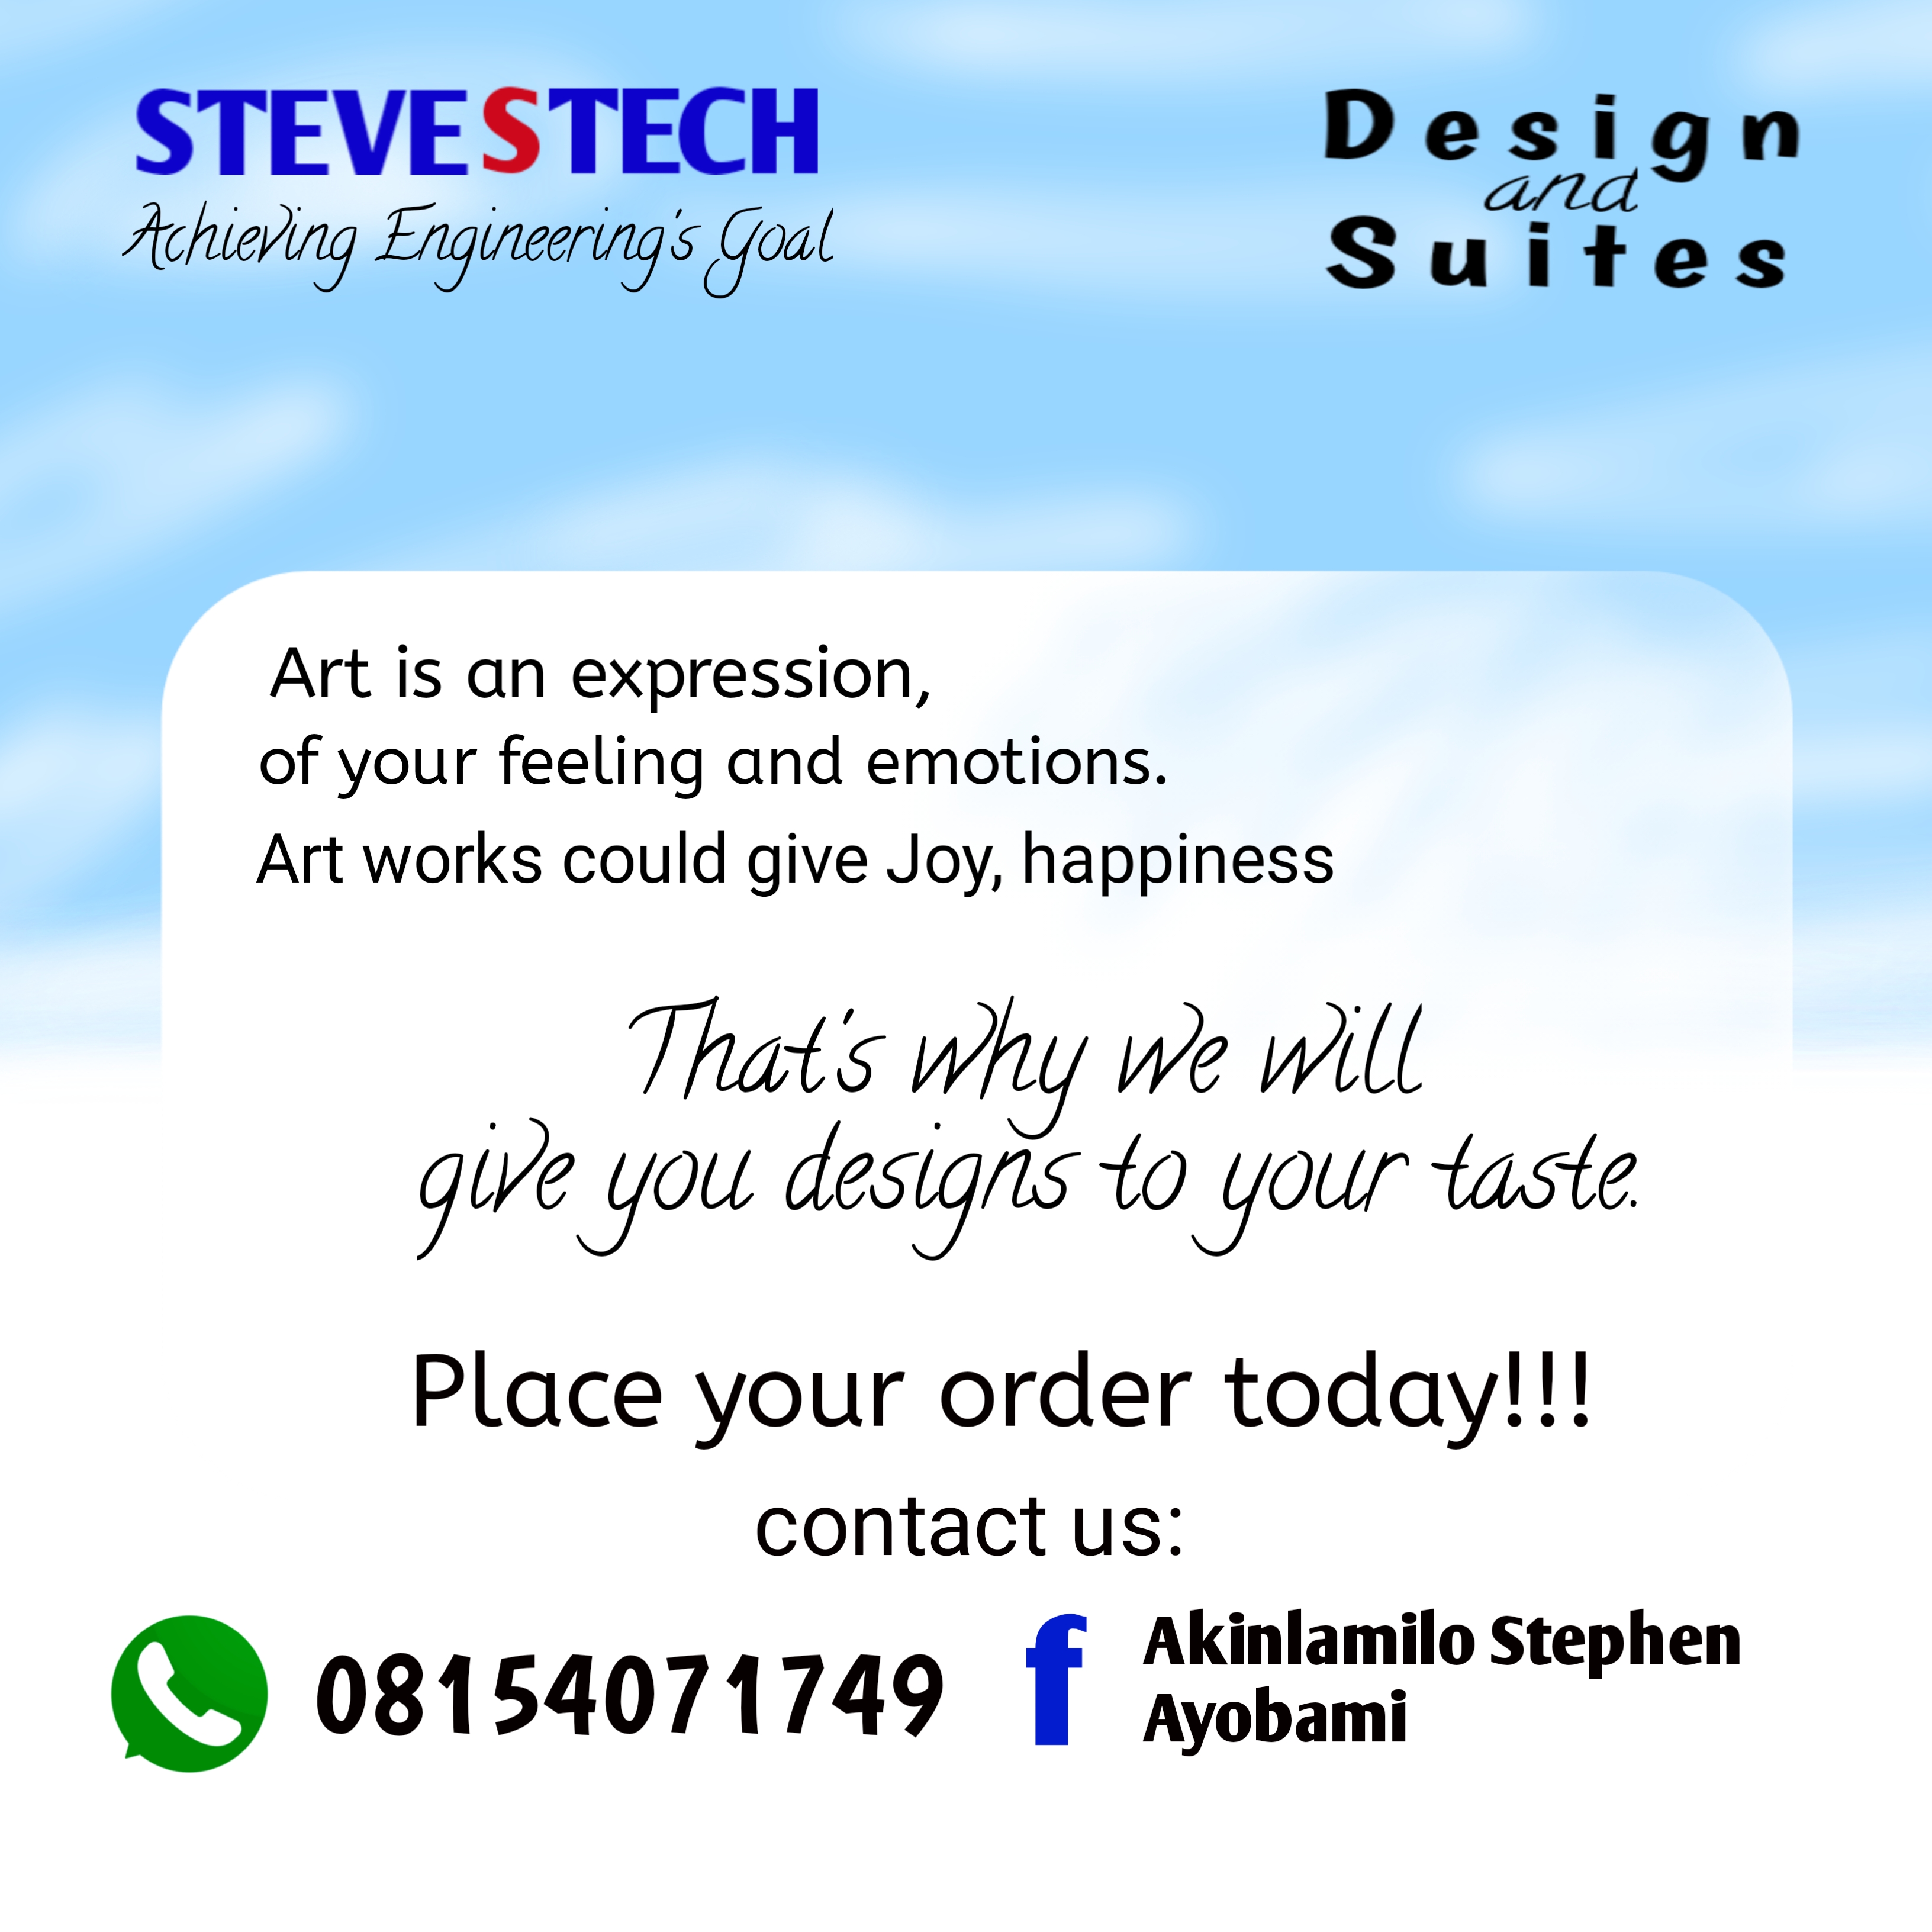 STEVESTECH
Achieving Engineering's Goal
Design
and
Suites
Art is an expression,
of your feeling and emotions.
Art works could give Joy, happiness
That's why we will
give you designs to your taste.
Place your order today!!!
contact us:
08154071749
f
Akinlamilo Stephen
Ayobami